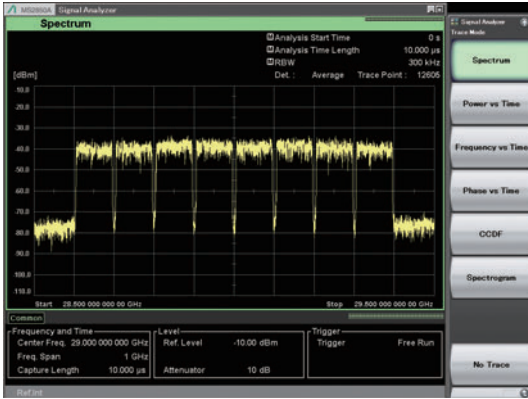 MS2850A Signal Analyzer
Spectrum
Analysis Start Time 0 s
Analysis Time Length 10.000 µs
RBW 300 kHz
Det. : Average Trace Point : 12605
[dBm]
-10.0
-20.0
-30.0
-40.0
-50.0
-60.0
-70.0
-80.0
-90.0
-100.0
-110.0
Start 28.500 000 000 00 GHz Stop 29.500 000 000 00 GHz
Common
Frequency and Time
Center Freq. 29.000 000 000 GHz
Freq. Span 1 GHz
Capture Length 10.000 µs
Level
Ref. Level -10.00 dBm
Attenuator 10 dB
Trigger
Trigger Free Run
Ref.Int
Signal Analyzer
Trace Mode
Spectrum
Power vs Time
Frequency vs Time
Phase vs Time
CCDF
Spectrogram
No Trace